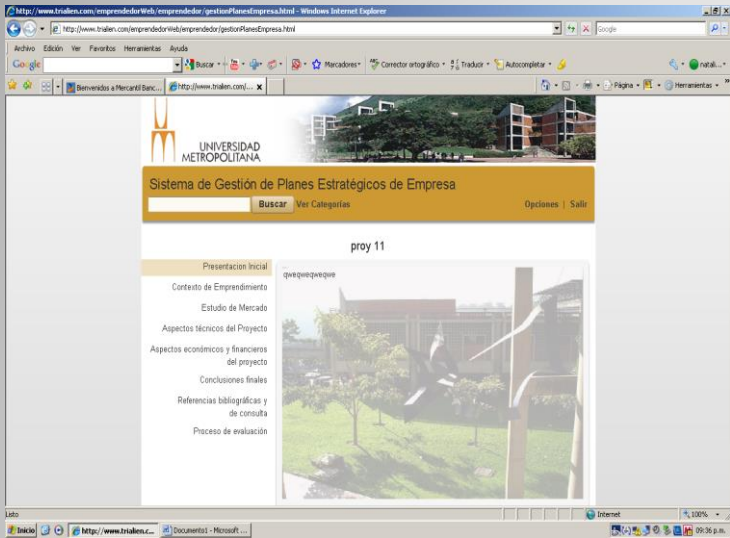 http://www.trialien.com/emprendedorWeb/emprendedor/gestionPlanesEmpresa.html - Windows Internet Explorer
http://www.trialien.com/emprendedorWeb/emprendedor/gestionPlanesEmpresa.html
Google
Archivo Edición Ver Favoritos Herramientas Ayuda
Google Buscar Marcadores Corrector ortográfico Traducir Autocompletar natali...
Bienvenidos a Mercantil Banc... http://www.trialien.com/... Página Herramientas
UNIVERSIDAD
METROPOLITANA
Sistema de Gestión de Planes Estratégicos de Empresa
Buscar Ver Categorías Opciones | Salir
proy 11
Presentacion Inicial
qweqweqweqwe
Contexto de Emprendimiento
Estudio de Mercado
Aspectos técnicos del Proyecto
Aspectos económicos y financieros
del proyecto
Conclusiones finales
Referencias bibliográficas y
de consulta
Proceso de evaluación
Listo Internet 100%
Inicio http://www.trialien.c... Documento1 - Microsoft ... 09:36 p.m.